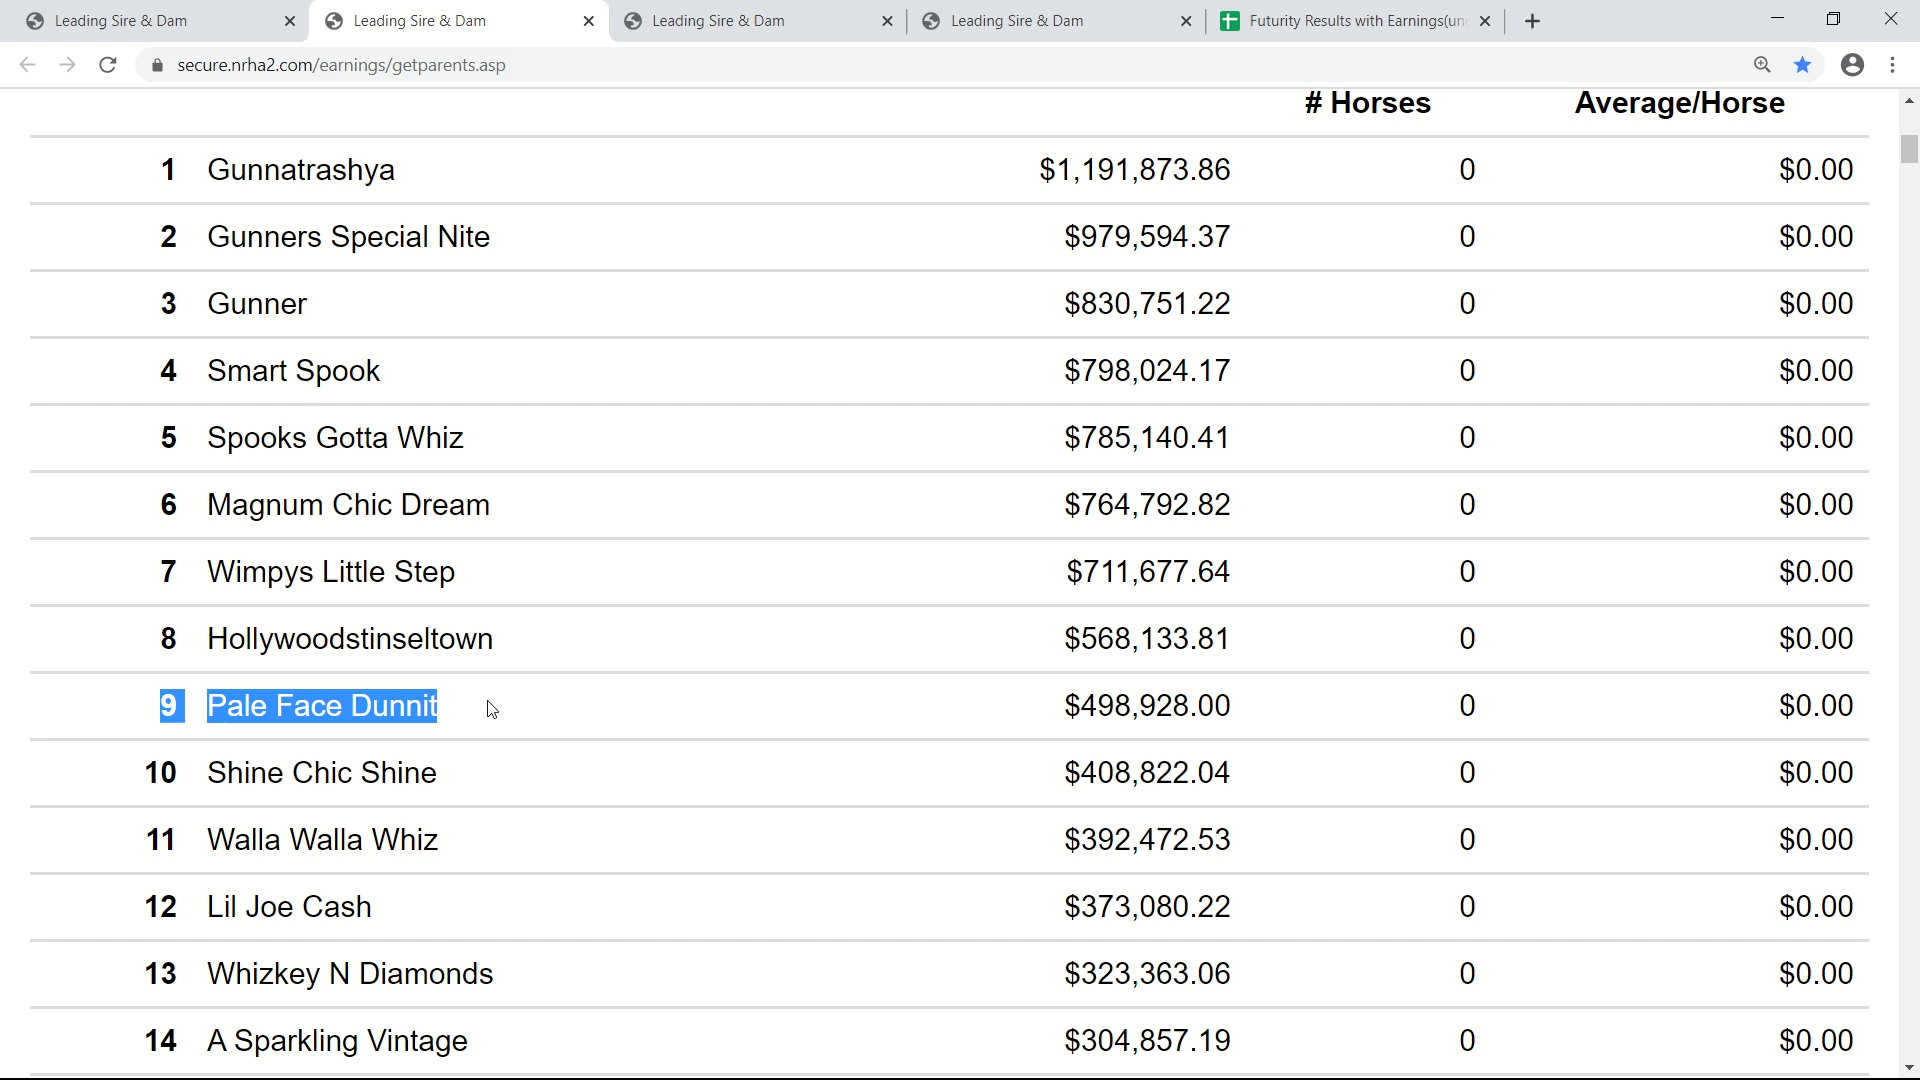 Leading Sire & Dam
Leading Sire & Dam
Leading Sire & Dam
Leading Sire & Dam
Futurity Results with Earnings(un
secure.nrha2.com/earnings/getparents.asp
# Horses Average/Horse
1 Gunnatrashya $1,191,873.86 0 $0.00
2 Gunners Special Nite $979,594.37 0 $0.00
3 Gunner $830,751.22 0 $0.00
4 Smart Spook $798,024.17 0 $0.00
5 Spooks Gotta Whiz $785,140.41 0 $0.00
6 Magnum Chic Dream $764,792.82 0 $0.00
7 Wimpys Little Step $711,677.64 0 $0.00
8 Hollywoodstinseltown $568,133.81 0 $0.00
9 Pale Face Dunnit $498,928.00 0 $0.00
10 Shine Chic Shine $408,822.04 0 $0.00
11 Walla Walla Whiz $392,472.53 0 $0.00
12 Lil Joe Cash $373,080.22 0 $0.00
13 Whizkey N Diamonds $323,363.06 0 $0.00
14 A Sparkling Vintage $304,857.19 0 $0.00